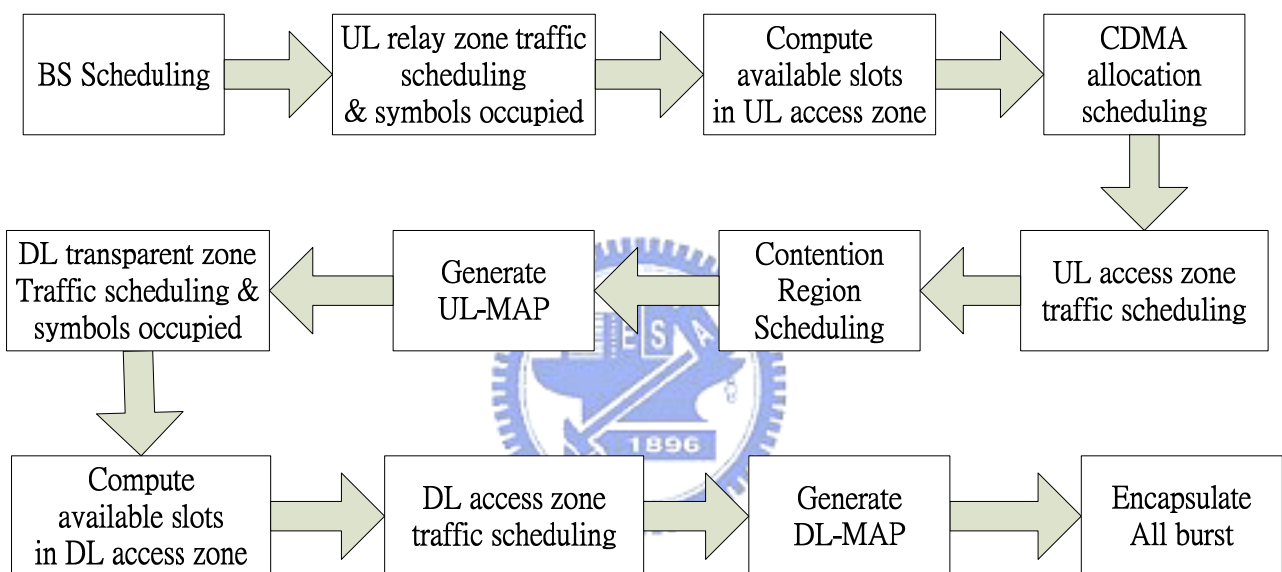 BS Scheduling
UL relay zone traffic
scheduling
& symbols occupied
Compute
available slots
in UL access zone
CDMA
allocation
scheduling
UL access zone
traffic scheduling
Contention
Region
Scheduling
Generate
UL-MAP
DL transparent zone
Traffic scheduling &
symbols occupied
Compute
available slots
in DL access zone
DL access zone
traffic scheduling
Generate
DL-MAP
Encapsulate
All burst
E S A
1896